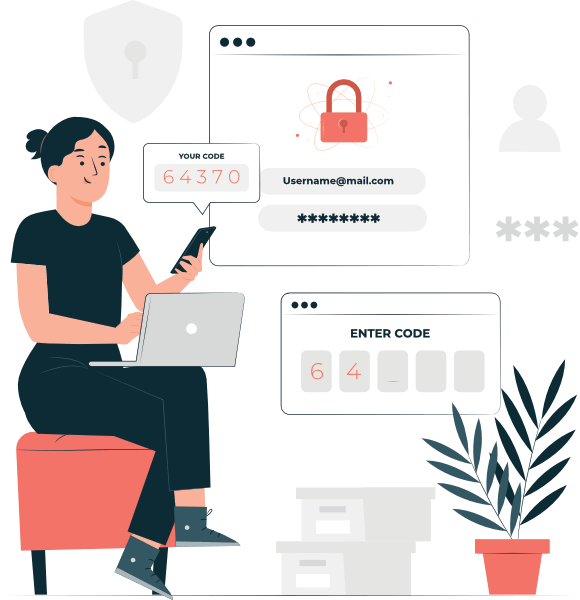 YOUR CODE
64370
Username@mail.com
********
***
ENTER CODE
6 4 _